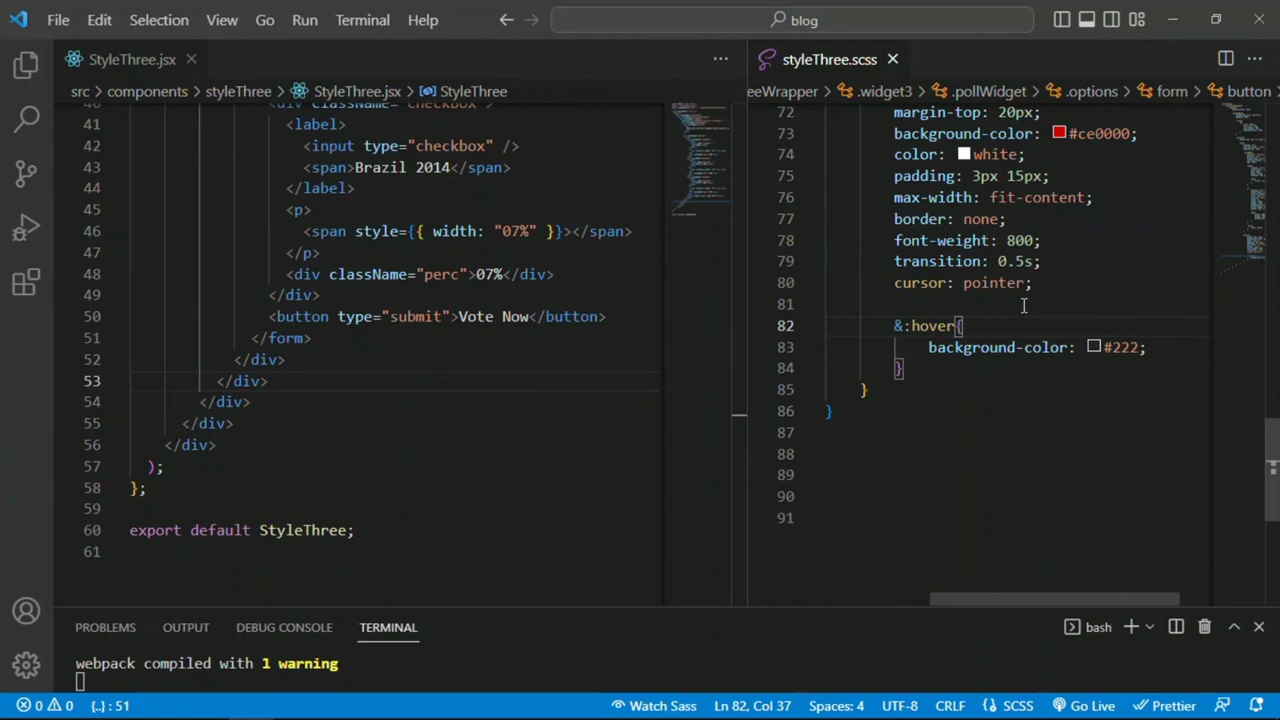 File Edit Selection View Go Run Terminal Help
blog
StyleThree.jsx
styleThree.scss
src components styleThree StyleThree.jsx StyleThree
eeWrapper .widget3 .pollWidget .options form button
41 <label>
42 <input type="checkbox" />
43 <span>Brazil 2014</span>
44 </label>
45 <p>
46 <span style={{ width: "07%" }}></span>
47 </p>
48 <div className="perc">07%</div>
49 </div>
50 <button type="submit">Vote Now</button>
51 </form>
52 </div>
53 </div>
54 </div>
55 </div>
56 </div>
57 );
58 };
59
60 export default StyleThree;
61
72 margin-top: 20px;
73 background-color: #ce0000;
74 color: white;
75 padding: 3px 15px;
76 max-width: fit-content;
77 border: none;
78 font-weight: 800;
79 transition: 0.5s;
80 cursor: pointer;
81
82 &:hover{
83 background-color: #222;
84 }
85 }
86 }
87
88
89
90
91
PROBLEMS OUTPUT DEBUG CONSOLE TERMINAL
bash
webpack compiled with 1 warning
0 0 {..} : 51 Watch Sass Ln 82, Col 37 Spaces: 4 UTF-8 CRLF SCSS Go Live Prettier